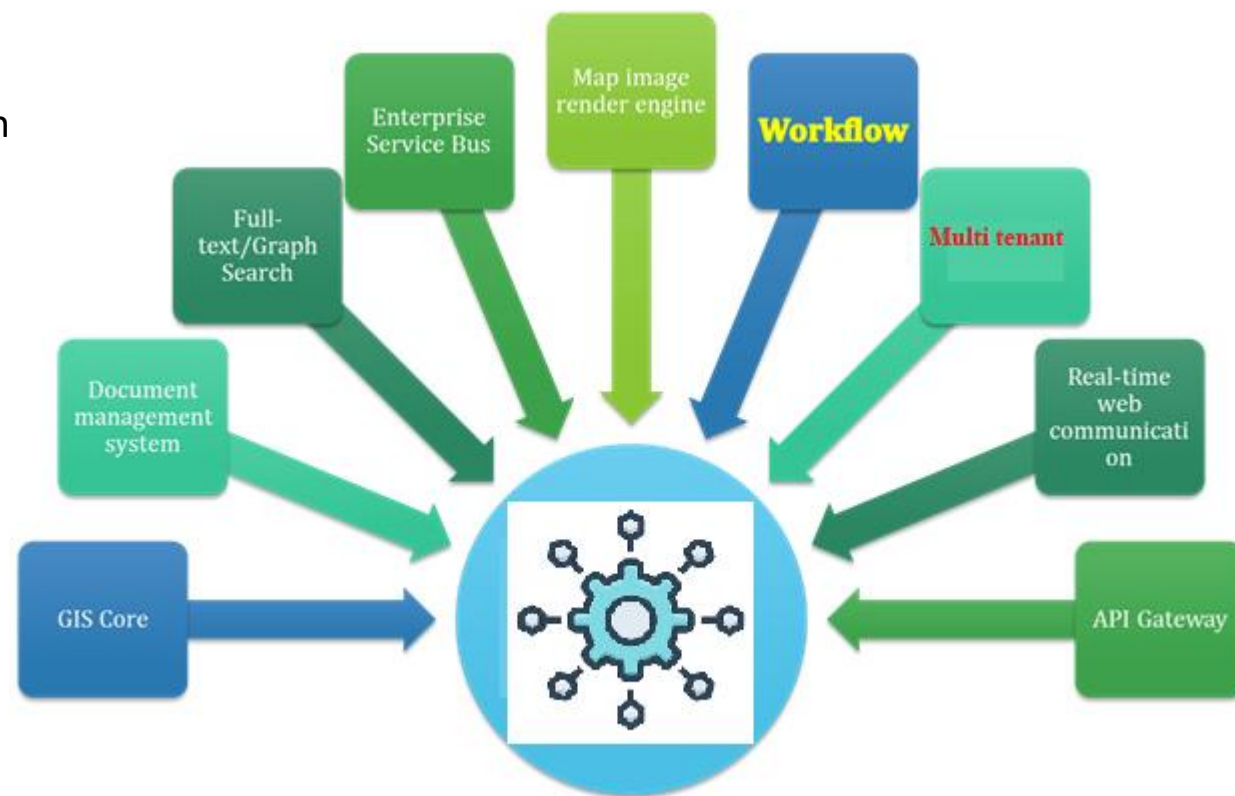 n
Map image
render engine
Enterprise
Service Bus
Workflow
Full-
text/Graph
Search
Multi tenant
Document
management
system
Real-time
web
communicati
on
GIS Core
API Gateway